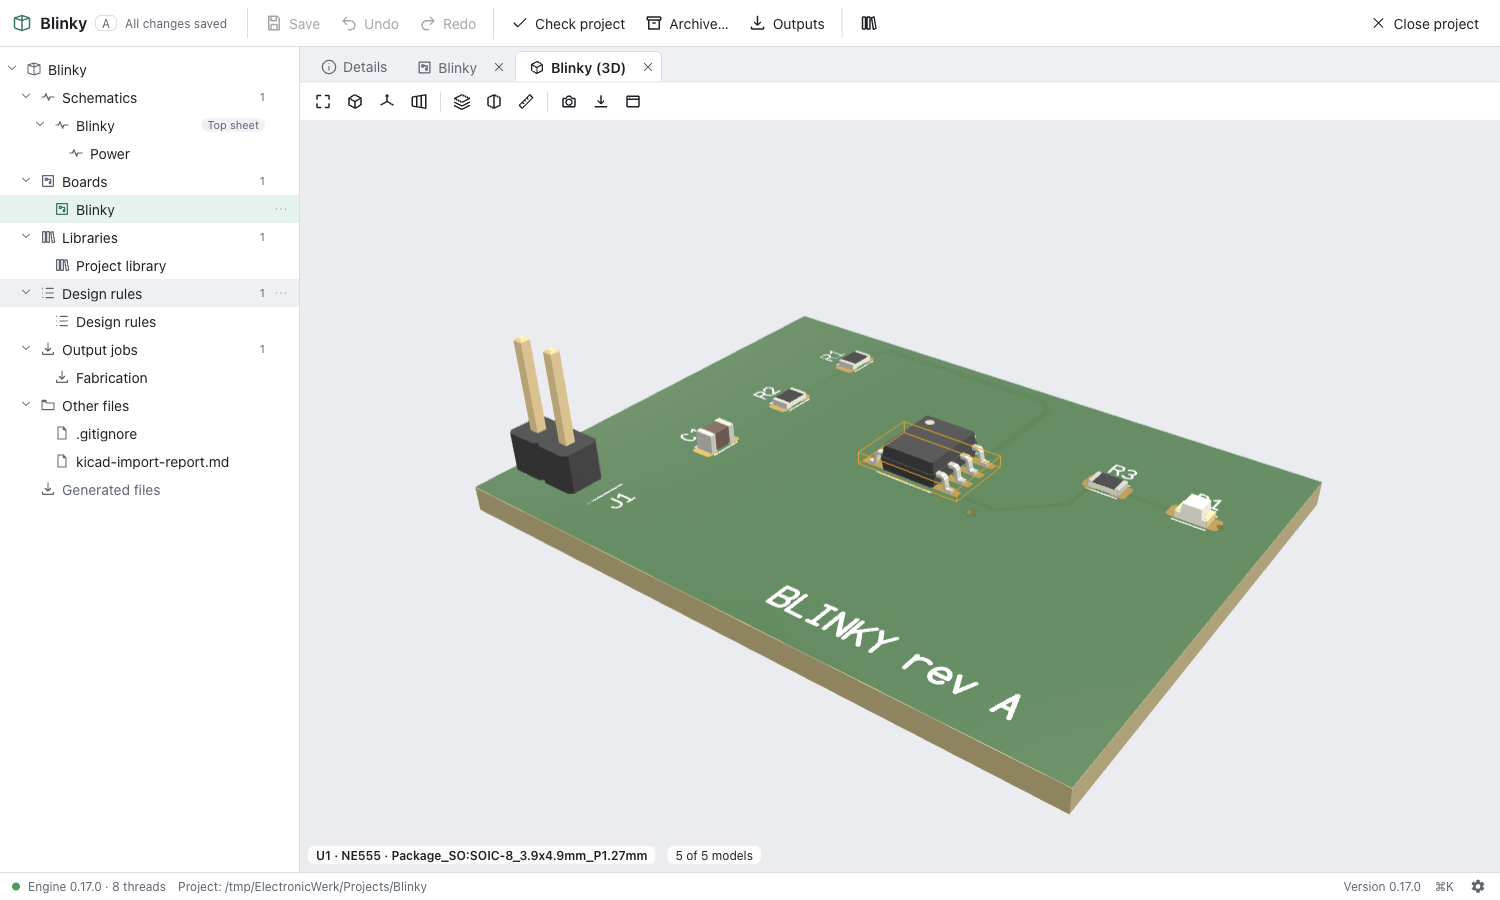 Blinky A All changes saved Save Undo Redo Check project Archive... Outputs Close project
Blinky
Schematics 1
Blinky Top sheet
Power
Boards 1
Blinky
Libraries 1
Project library
Design rules 1
Design rules
Output jobs 1
Fabrication
Other files
.gitignore
kicad-import-report.md
Generated files
Details Blinky Blinky (3D)
R1
R2
J1
R3
BLINKY rev A
U1 · NE555 · Package_SO:SOIC-8_3.9x4.9mm_P1.27mm 5 of 5 models
Engine 0.17.0 · 8 threads Project: /tmp/ElectronicWerk/Projects/Blinky Version 0.17.0 ⌘K